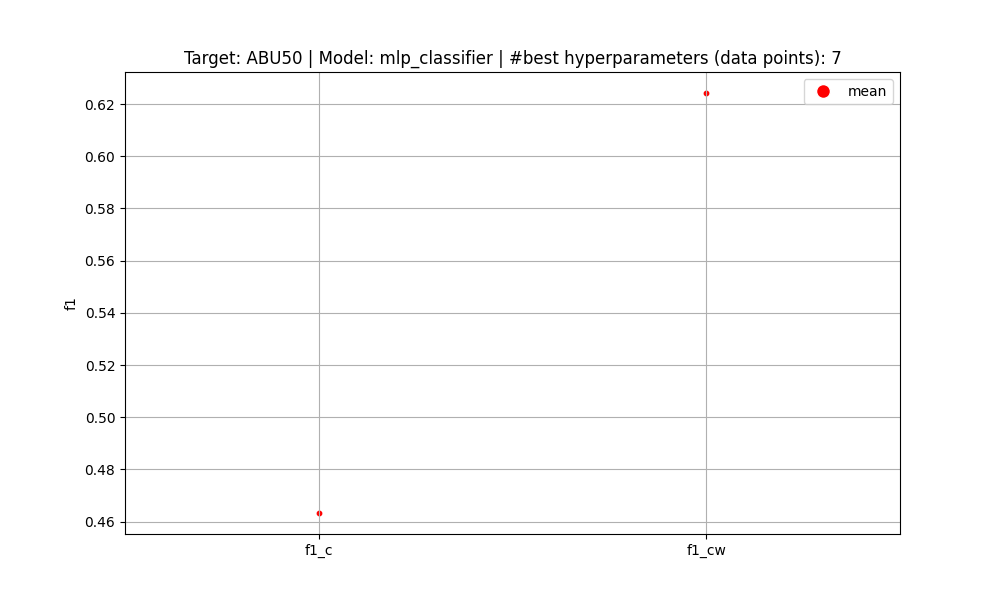 Target: ABU50 | Model: mlp_classifier | #best hyperparameters (data points): 7
mean
0.62
0.60
0.58
0.56
0.54
0.52
0.50
0.48
0.46
f1
f1_c
f1_cw